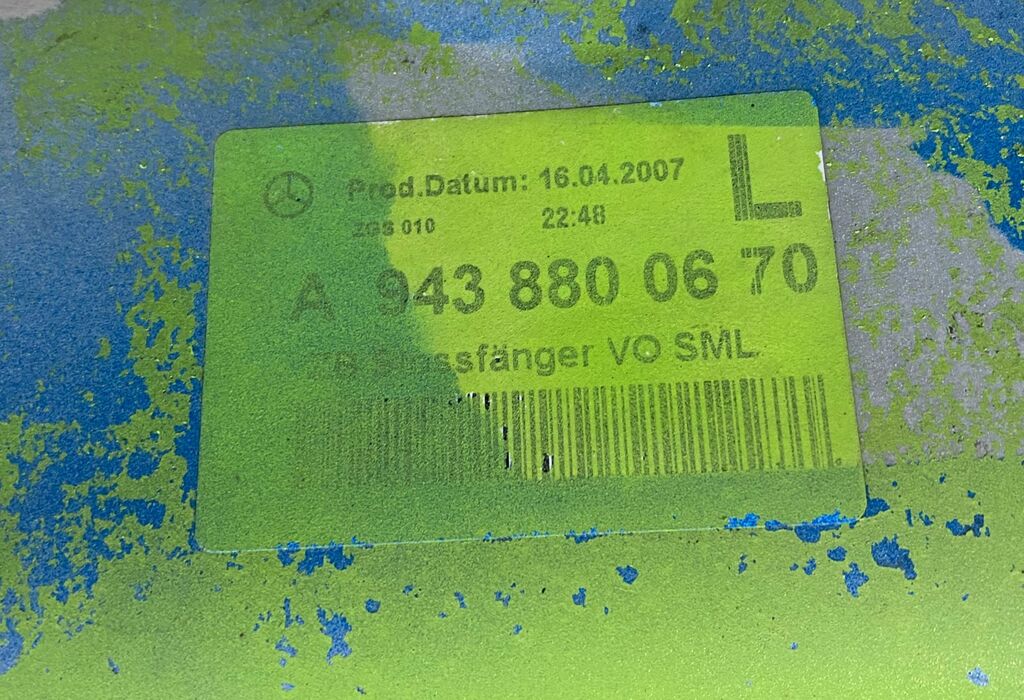 Prod.Datum: 16.04.2007
L
ZGS 010 22:48
A 943 880 06 70
Stossfänger VO SML